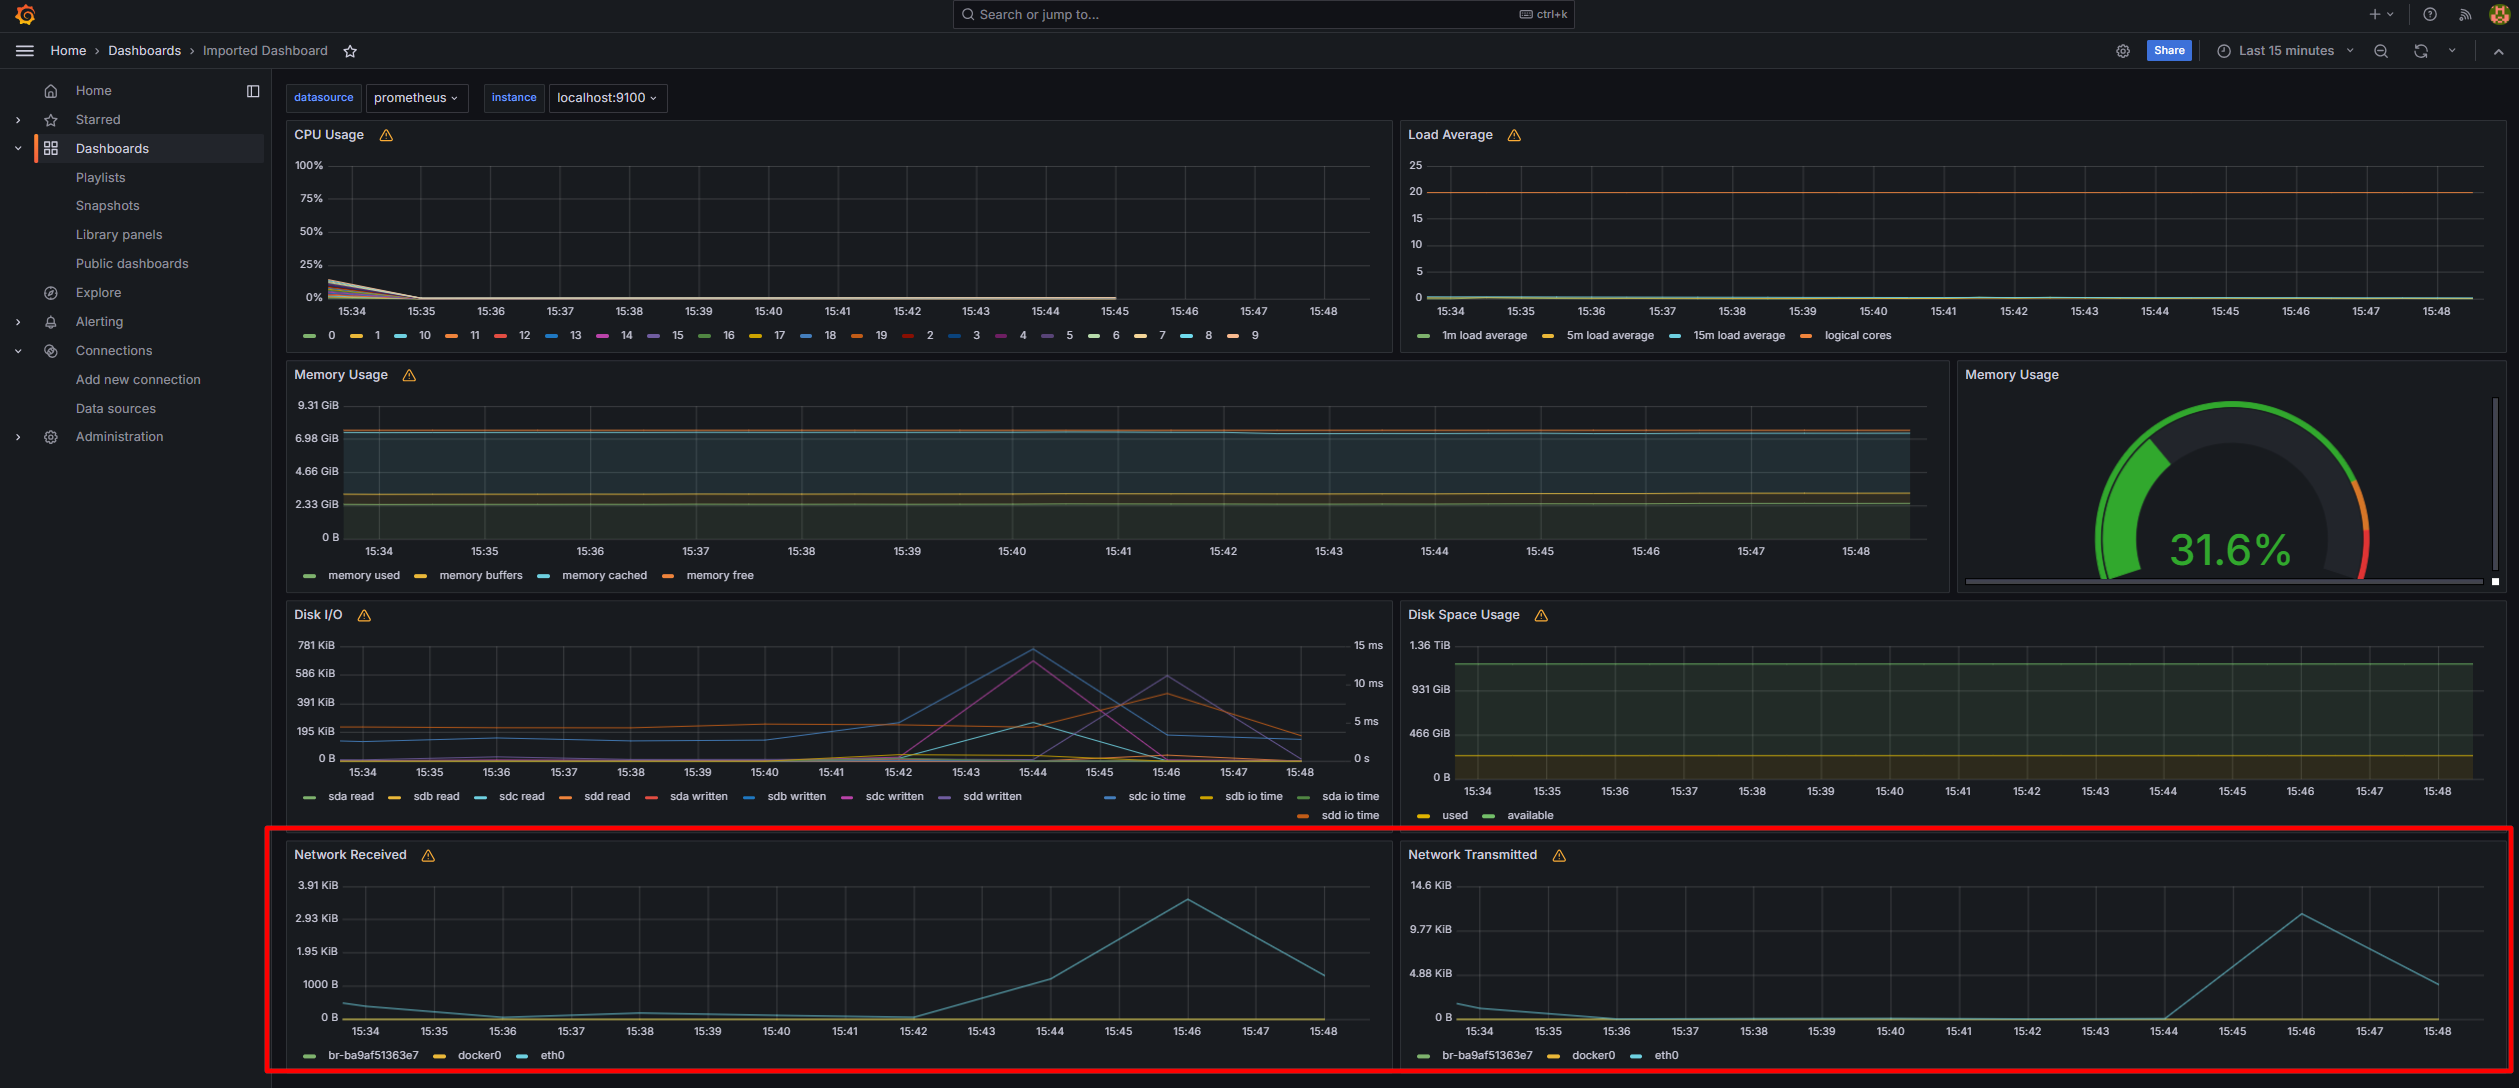 Search or jump to... ctrl+k
Home › Dashboards › Imported Dashboard
Share
Last 15 minutes
Home
Starred
Dashboards
Playlists
Snapshots
Library panels
Public dashboards
Explore
Alerting
Connections
Add new connection
Data sources
Administration
datasource prometheus instance localhost:9100
CPU Usage
100%
75%
50%
25%
0%
15:34 15:35 15:36 15:37 15:38 15:39 15:40 15:41 15:42 15:43 15:44 15:45 15:46 15:47 15:48
0 1 10 11 12 13 14 15 16 17 18 19 2 3 4 5 6 7 8 9
Load Average
25
20
15
10
5
0
15:34 15:35 15:36 15:37 15:38 15:39 15:40 15:41 15:42 15:43 15:44 15:45 15:46 15:47 15:48
1m load average 5m load average 15m load average logical cores
Memory Usage
9.31 GiB
6.98 GiB
4.66 GiB
2.33 GiB
0 B
15:34 15:35 15:36 15:37 15:38 15:39 15:40 15:41 15:42 15:43 15:44 15:45 15:46 15:47 15:48
memory used memory buffers memory cached memory free
Memory Usage
31.6%
Disk I/O
781 KiB
586 KiB
391 KiB
195 KiB
0 B
15 ms
10 ms
5 ms
0 s
15:34 15:35 15:36 15:37 15:38 15:39 15:40 15:41 15:42 15:43 15:44 15:45 15:46 15:47 15:48
sda read sdb read sdc read sdd read sda written sdb written sdc written sdd written sdc io time sdb io time sda io time
sdd io time
Disk Space Usage
1.36 TiB
931 GiB
466 GiB
0 B
15:34 15:35 15:36 15:37 15:38 15:39 15:40 15:41 15:42 15:43 15:44 15:45 15:46 15:47 15:48
used available
Network Received
3.91 KiB
2.93 KiB
1.95 KiB
1000 B
0 B
15:34 15:35 15:36 15:37 15:38 15:39 15:40 15:41 15:42 15:43 15:44 15:45 15:46 15:47 15:48
br-ba9af51363e7 docker0 eth0
Network Transmitted
14.6 KiB
9.77 KiB
4.88 KiB
0 B
15:34 15:35 15:36 15:37 15:38 15:39 15:40 15:41 15:42 15:43 15:44 15:45 15:46 15:47 15:48
br-ba9af51363e7 docker0 eth0